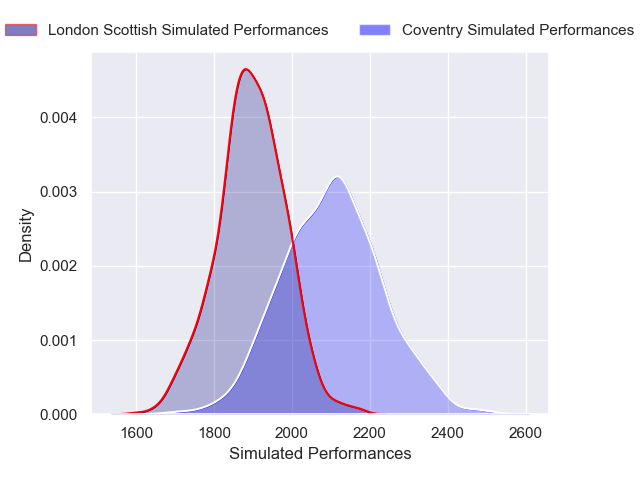 London Scottish Simulated Performances
Coventry Simulated Performances
0.004
0.003
0.002
0.001
0.000
Density
1600 1800 2000 2200 2400 2600
Simulated Performances